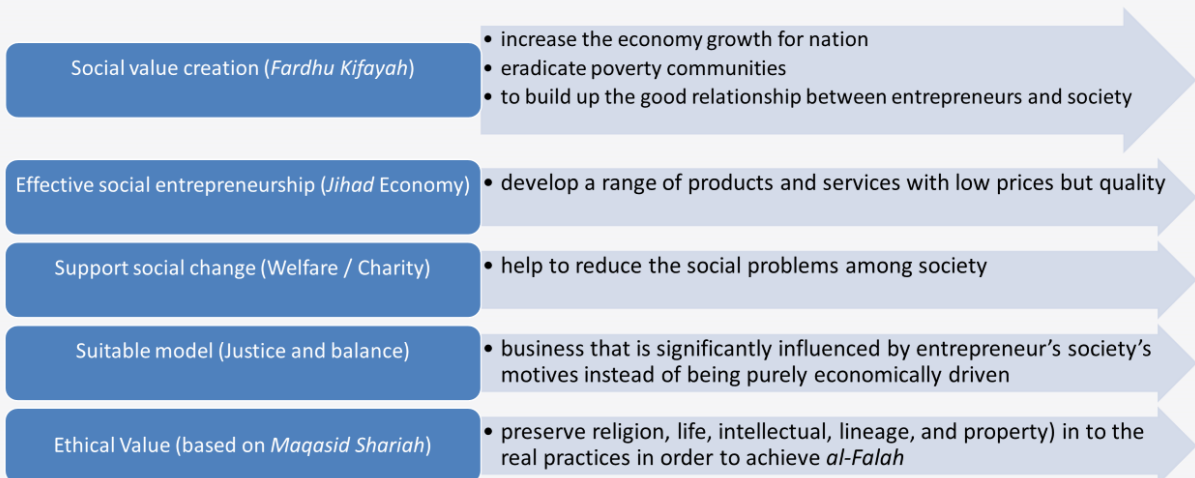 Social value creation (Fardhu Kifayah)
• increase the economy growth for nation
• eradicate poverty communities
• to build up the good relationship between entrepreneurs and society
Effective social entrepreneurship (Jihad Economy)
• develop a range of products and services with low prices but quality
Support social change (Welfare / Charity)
• help to reduce the social problems among society
Suitable model (Justice and balance)
• business that is significantly influenced by entrepreneur's society's
motives instead of being purely economically driven
Ethical Value (based on Maqasid Shariah)
• preserve religion, life, intellectual, lineage, and property) in to the
real practices in order to achieve al-Falah